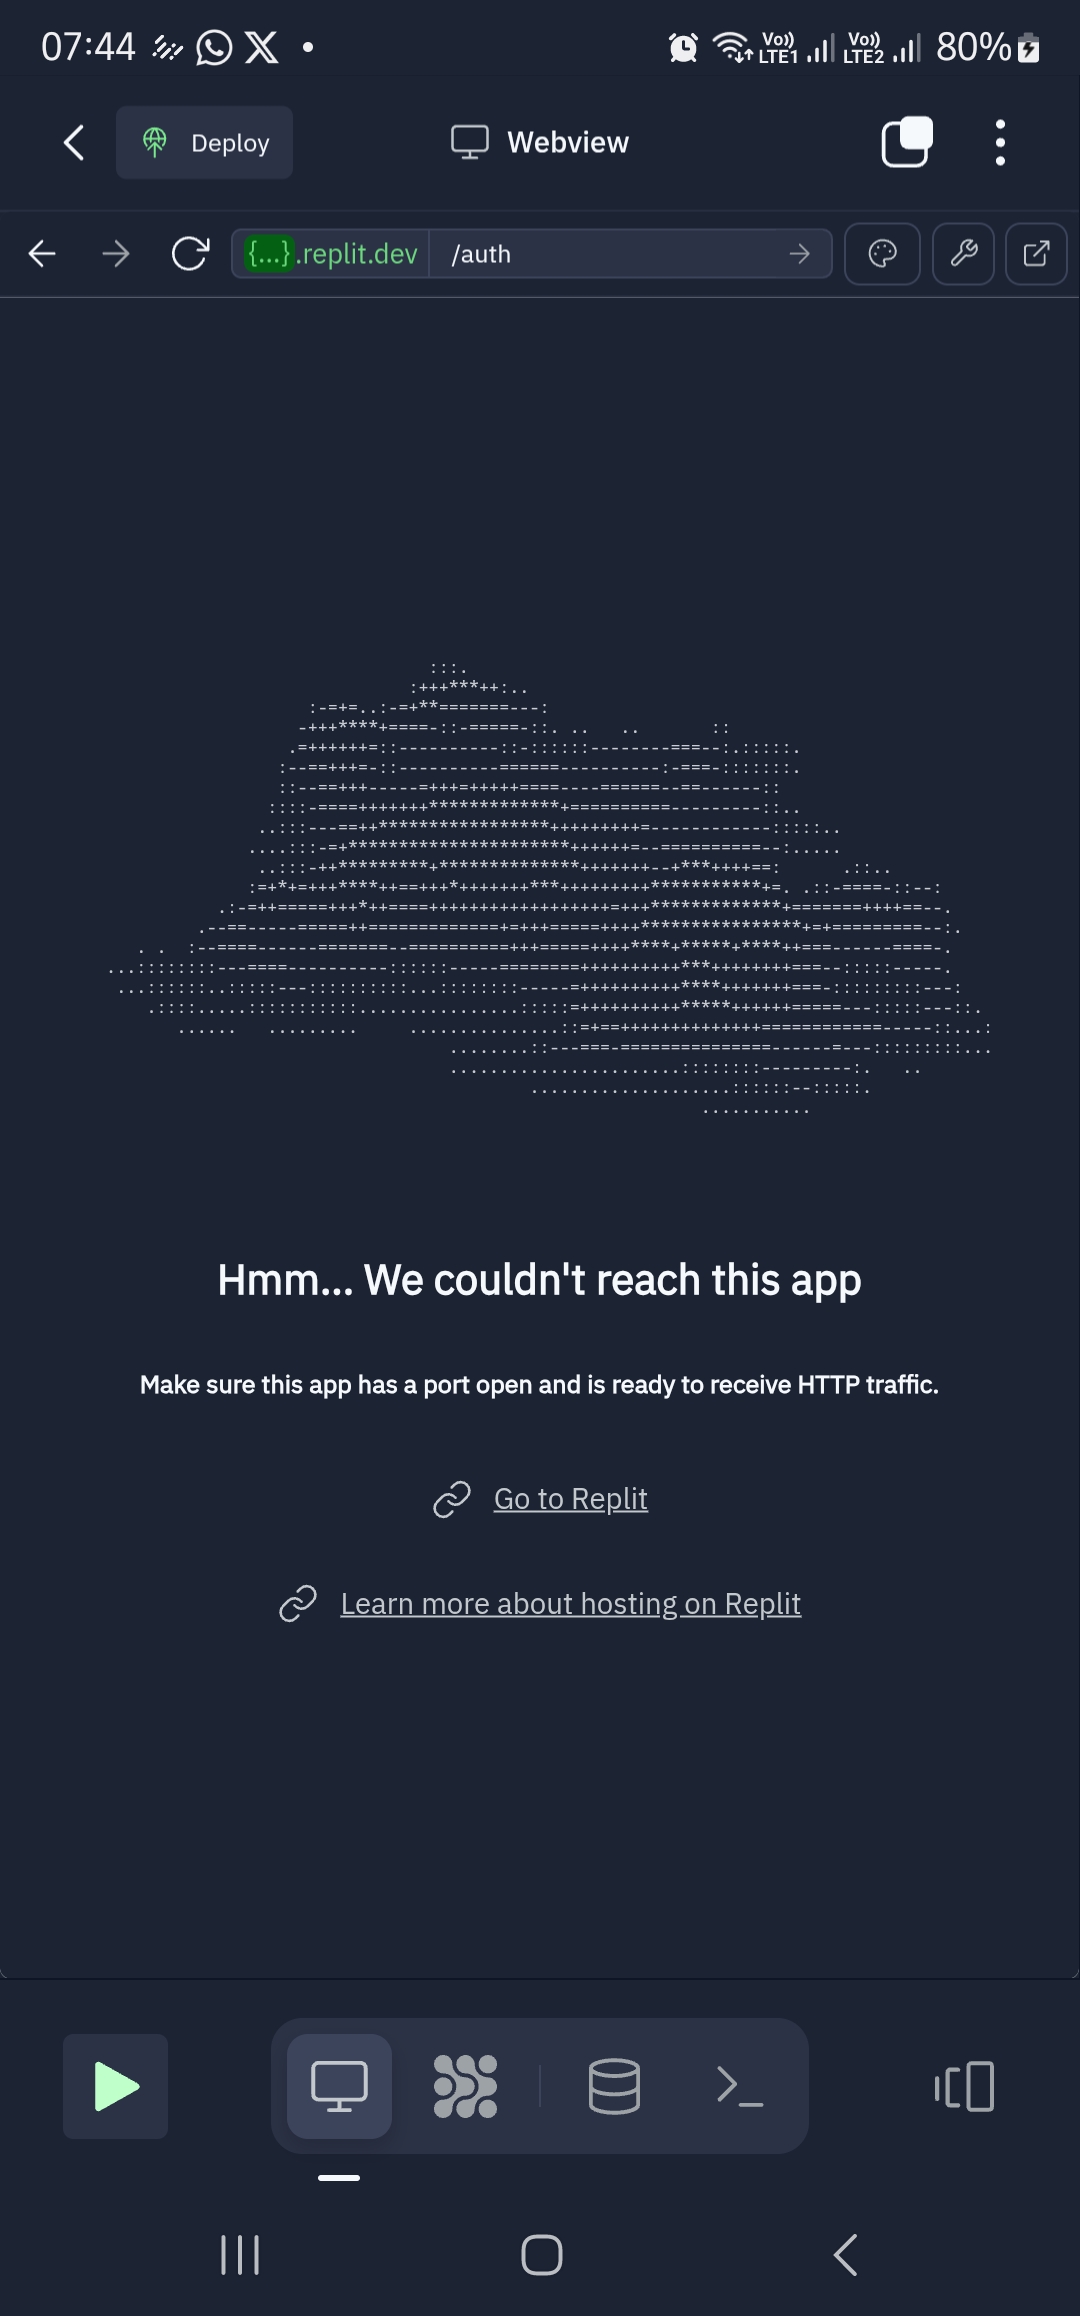 07:44 Vo)) LTE1 Vo)) LTE2 80%
Deploy Webview
{...}.replit.dev /auth
Hmm... We couldn't reach this app
Make sure this app has a port open and is ready to receive HTTP traffic.
Go to Replit
Learn more about hosting on Replit